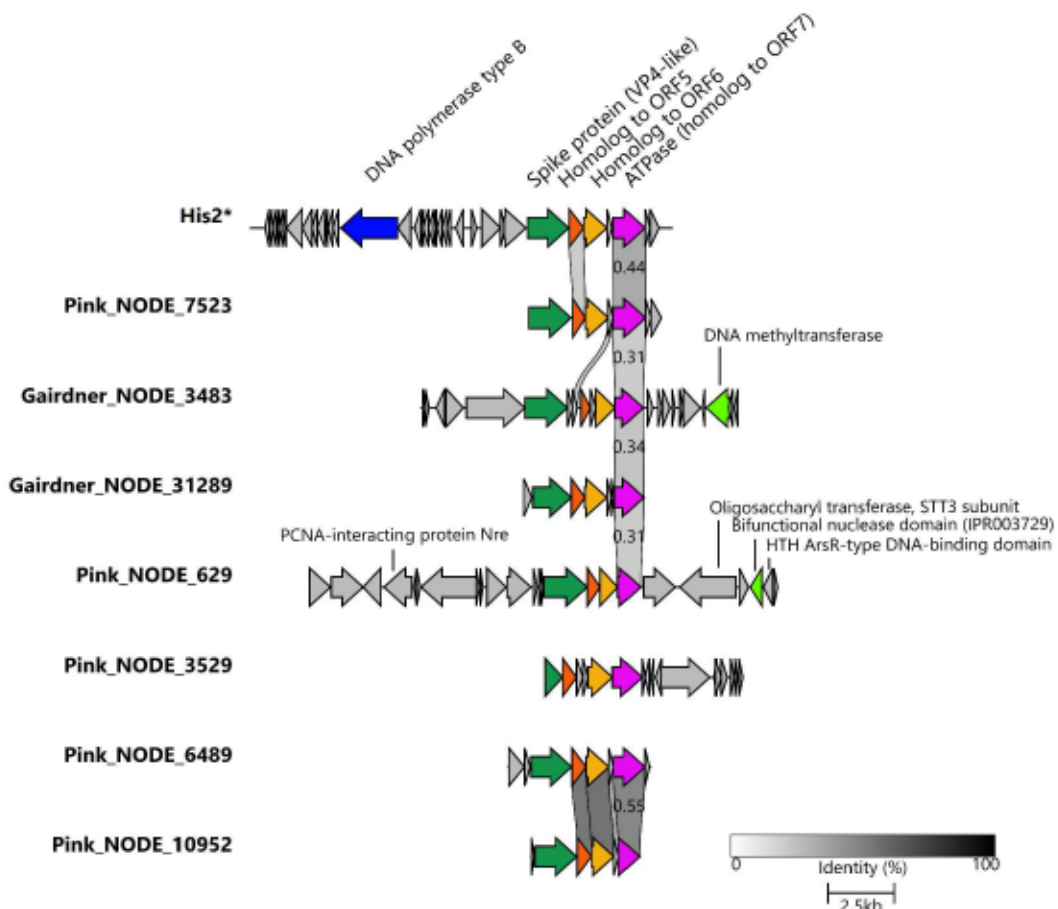 DNA polymerase type B
Spike protein (VP4-like)
Homolog to ORF5
Homolog to ORF6
ATPase (homolog to ORF7)
His2*
0.44
Pink_NODE_7523
0.31
DNA methyltransferase
Gairdner_NODE_3483
0.34
Gairdner_NODE_31289
0.31
Oligosaccharyl transferase, STT3 subunit
Bifunctional nuclease domain (IPR003729)
HTH ArsR-type DNA-binding domain
PCNA-interacting protein Nre
Pink_NODE_629
Pink_NODE_3529
Pink_NODE_6489
0.55
Pink_NODE_10952
0 100
Identity (%)
2.5kb